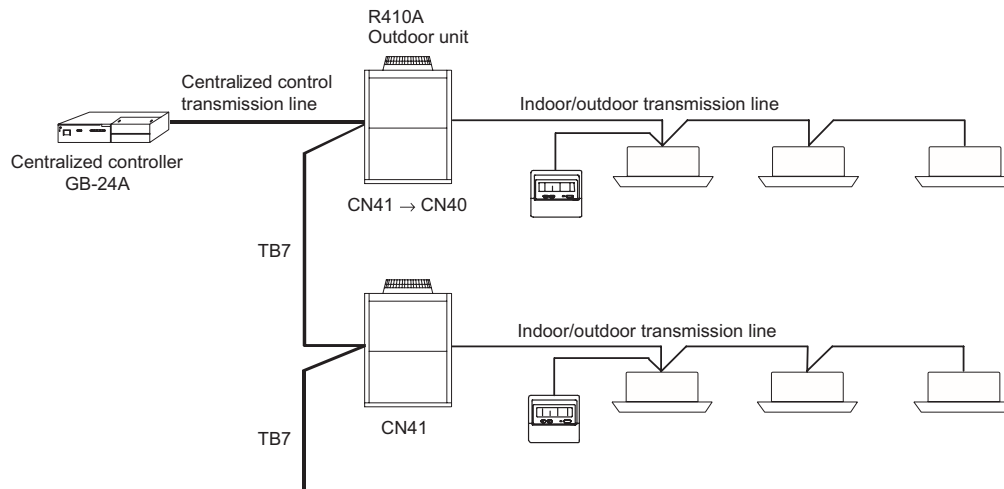 R410A
Outdoor unit
Centralized control
transmission line
Indoor/outdoor transmission line
Centralized controller
GB-24A
CN41 → CN40
TB7
Indoor/outdoor transmission line
CN41
TB7